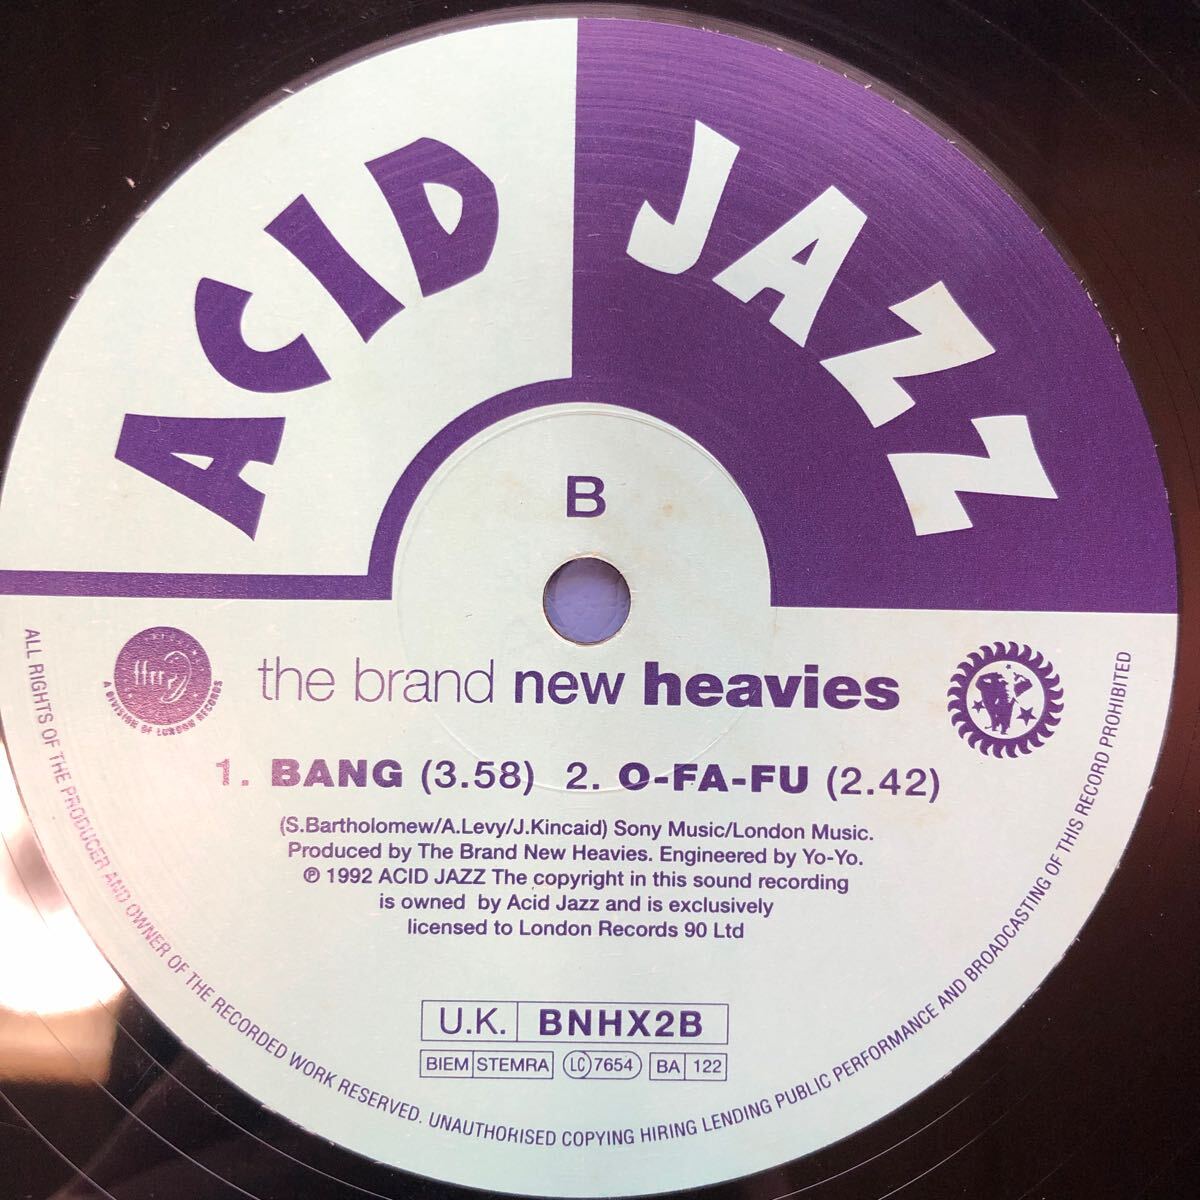 ACID JAZZ
B
the brand new heavies
A DIVISION OF LONDON RECORDS
1. BANG (3.58) 2. O-FA-FU (2.42)
(S.Bartholomew/A.Levy/J.Kincaid) Sony Music/London Music.
Produced by The Brand New Heavies. Engineered by Yo-Yo.
℗ 1992 ACID JAZZ The copyright in this sound recording
is owned by Acid Jazz and is exclusively
licensed to London Records 90 Ltd
U.K. BNHX2B
BIEM STEMRA LC 7654 BA 122
ALL RIGHTS OF THE PRODUCER AND OWNER OF THE RECORDED WORK RESERVED. UNAUTHORISED COPYING HIRING LENDING PUBLIC PERFORMANCE AND BROADCASTING OF THIS RECORD PROHIBITED